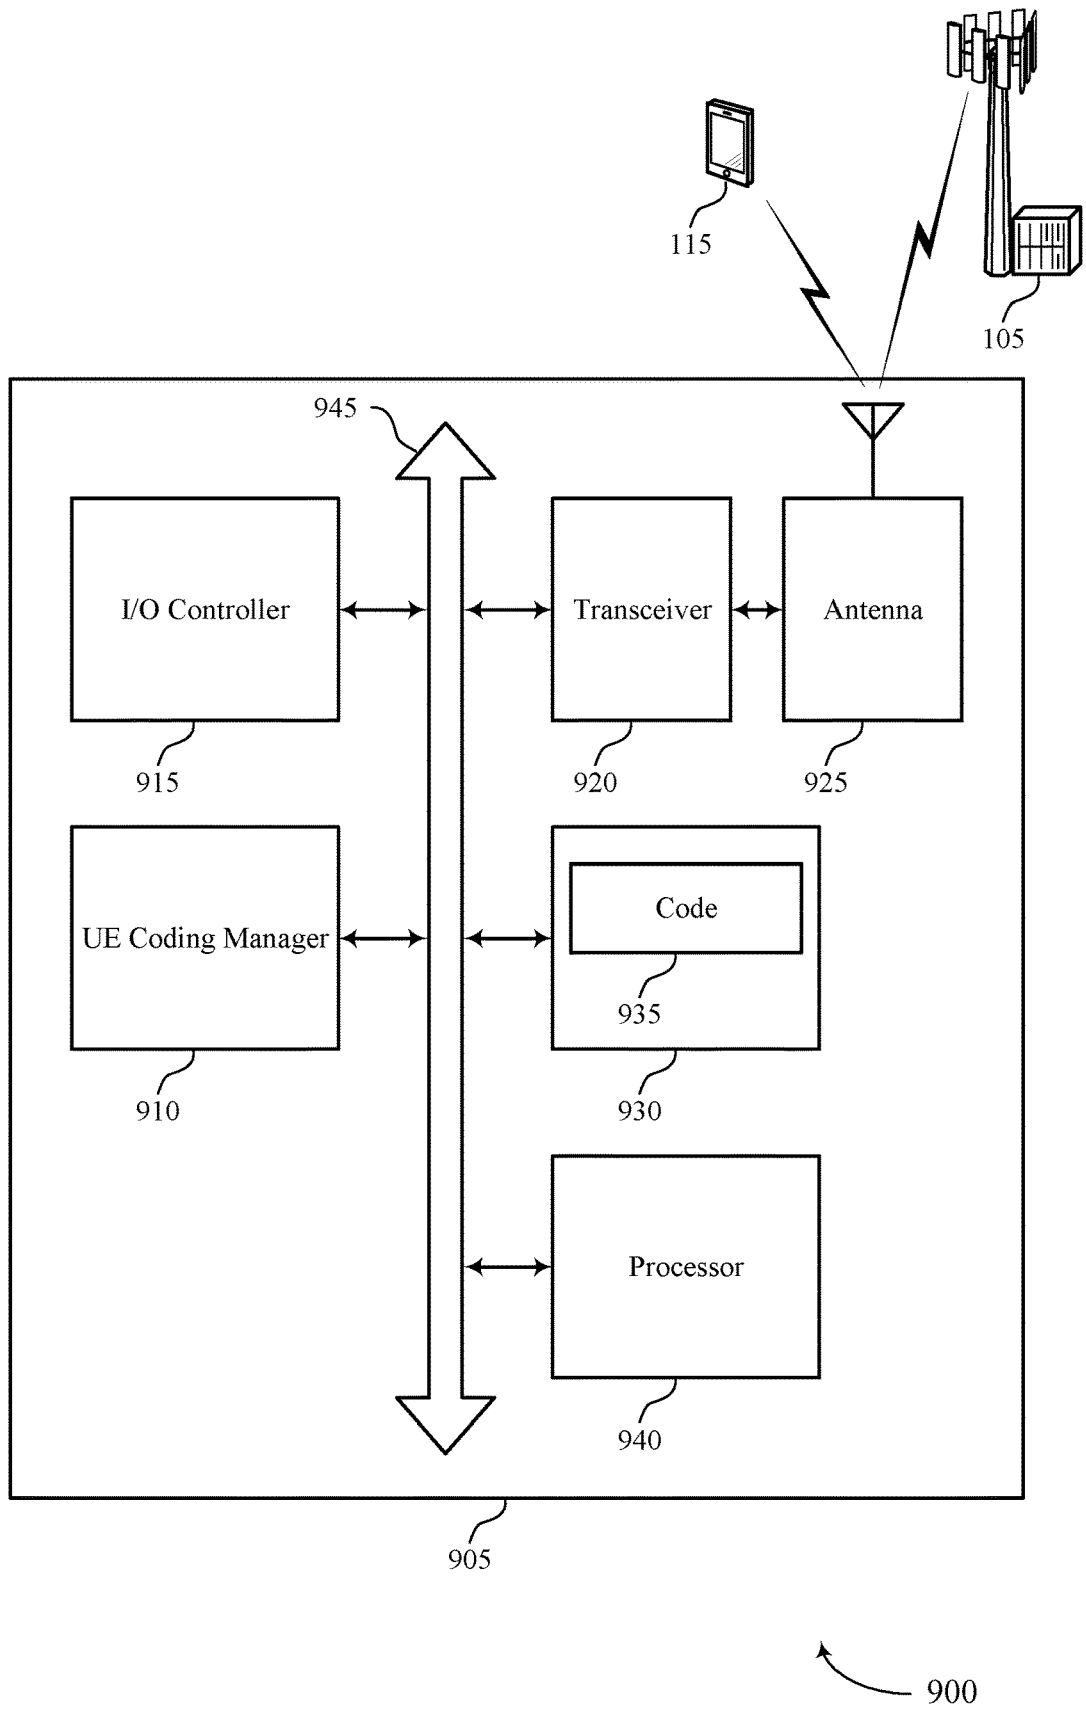 115
105
945
I/O Controller
Transceiver
Antenna
915
920
925
UE Coding Manager
Code
935
910
930
Processor
940
905
900